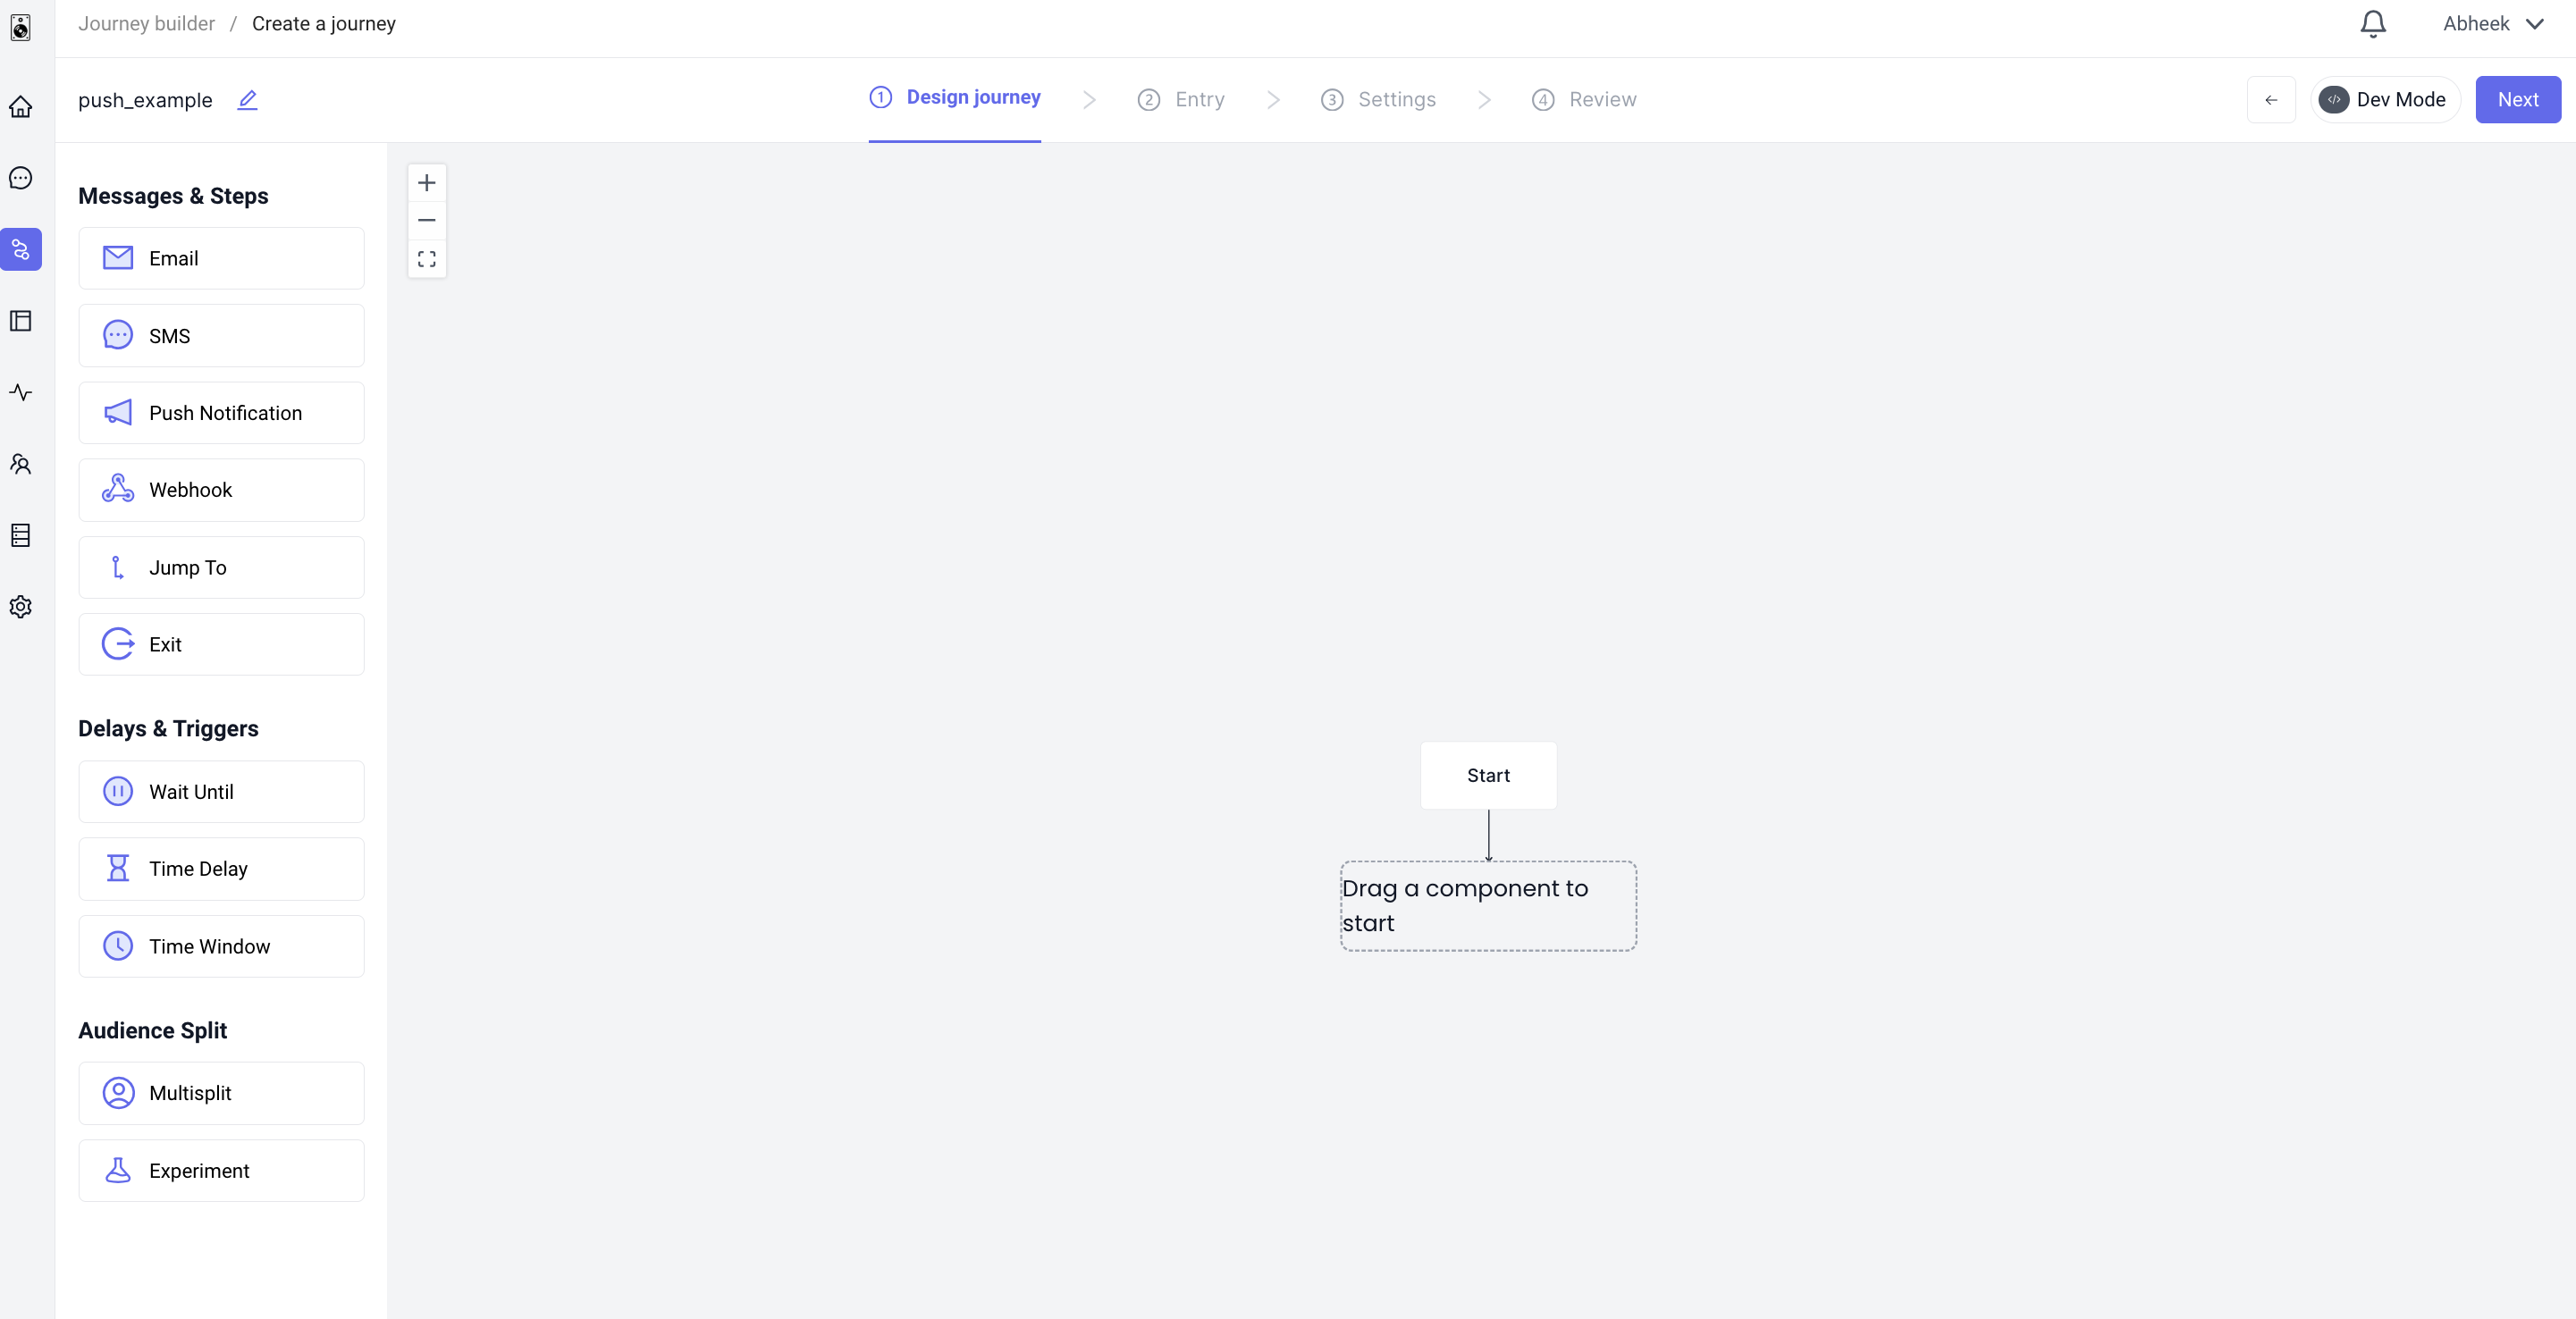 Journey builder / Create a journey
Abheek
push_example
1 Design journey
2 Entry
3 Settings
4 Review
</> Dev Mode
Next
Messages & Steps
Email
SMS
Push Notification
Webhook
Jump To
Exit
Delays & Triggers
Wait Until
Time Delay
Time Window
Audience Split
Multisplit
Experiment
Start
Drag a component to
start